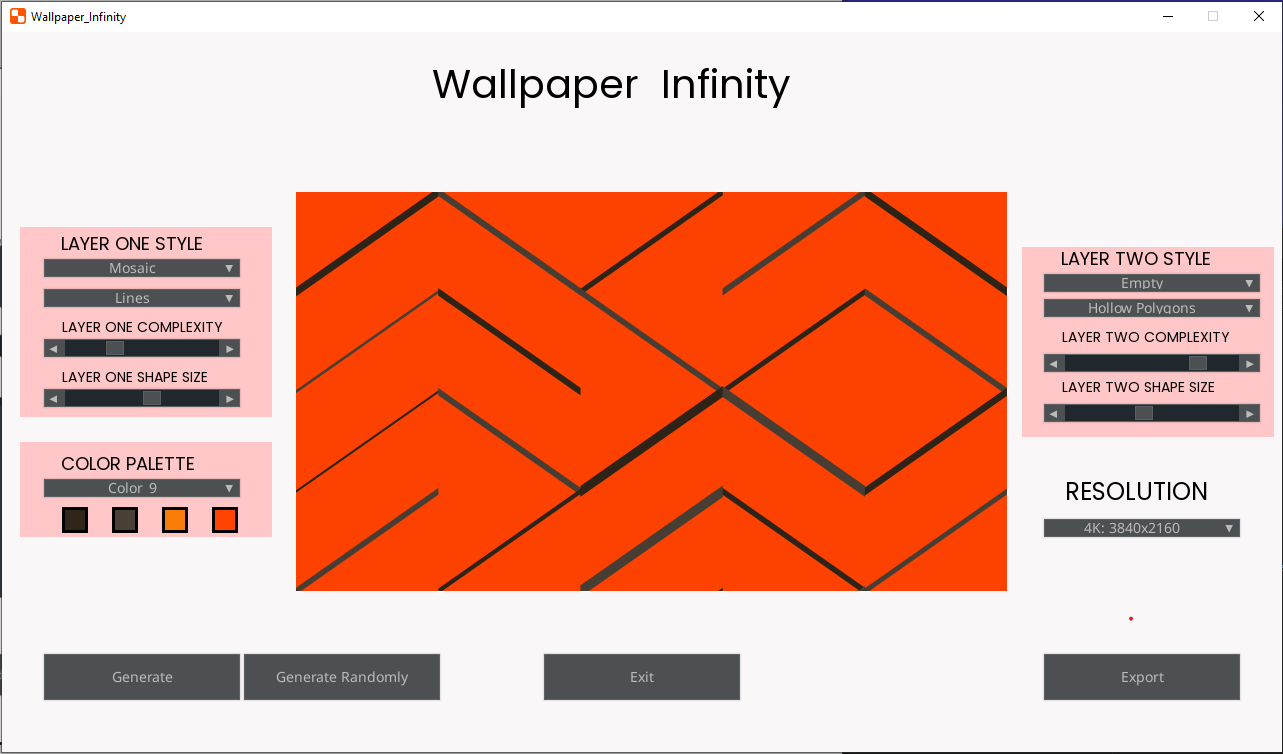 Wallpaper_Infinity
Wallpaper Infinity
LAYER ONE STYLE
Mosaic
Lines
LAYER ONE COMPLEXITY
LAYER ONE SHAPE SIZE
COLOR PALETTE
Color 9
LAYER TWO STYLE
Empty
Hollow Polygons
LAYER TWO COMPLEXITY
LAYER TWO SHAPE SIZE
RESOLUTION
4K: 3840x2160
Generate
Generate Randomly
Exit
Export